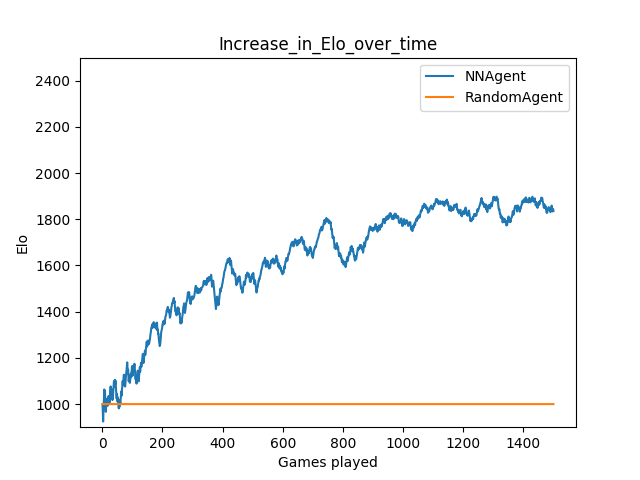 Increase_in_Elo_over_time
NNAgent
RandomAgent
2400
2200
2000
1800
1600
1400
1200
1000
Elo
0 200 400 600 800 1000 1200 1400
Games played